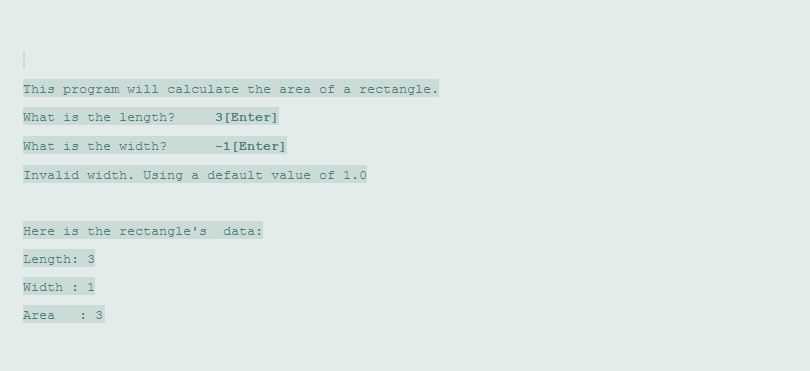 This program will calculate the area of a rectangle.
What is the length?     3[Enter]
What is the width?      -1[Enter]
Invalid width. Using a default value of 1.0
Here is the rectangle's  data:
Length: 3
Width : 1
Area   : 3